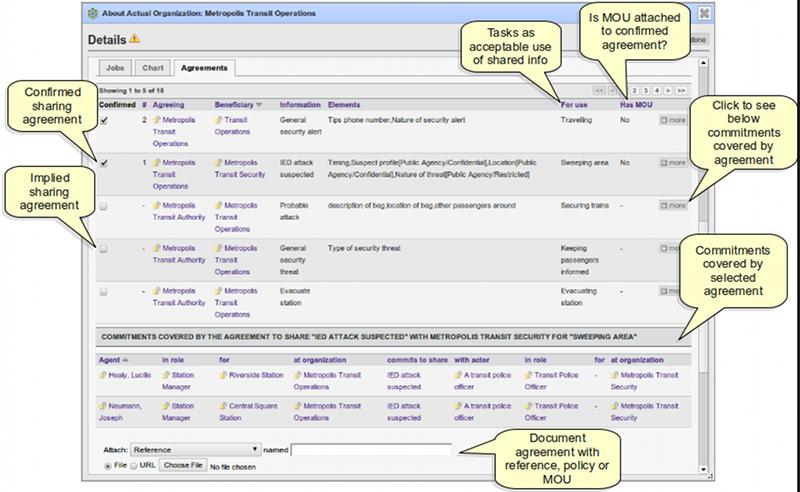 About Actual Organization: Metropolis Transit Operations
Details
done
Is MOU attached
to confirmed
agreement?
Tasks as
acceptable use
of shared info
Jobs Chart Agreements
Showing 1 to 5 of 18
<< < 2 3 4 > >>
Confirmed # Agreeing Beneficiary Information Elements For use Has MOU
Confirmed
sharing
agreement
Click to see
below
commitments
covered by
agreement
2 Metropolis Transit General Tips phone number,Nature of security alert Travelling No more
Transit Operations security alert
Operations
1 Metropolis Metropolis IED attack Timing,Suspect profile[Public Agency/Confidential],Location[Public Sweeping area No more
Transit Transit Security suspected Agency/Confidential],Nature of threat[Public Agency/Restricted]
Operations
Implied
sharing
agreement
- Metropolis Metropolis Probable description of bag,location of bag,other passengers around Securing trains - more
Transit Authority Transit attack
Operations
- Metropolis Metropolis General Type of security threat Keeping - more
Transit Authority Transit security passengers
Operations threat informed
Commitments
covered by
selected
agreement
- Metropolis Metropolis Evacuate Evacuating - more
Transit Authority Transit station station
Operations
COMMITMENTS COVERED BY THE AGREEMENT TO SHARE "IED ATTACK SUSPECTED" WITH METROPOLIS TRANSIT SECURITY FOR "SWEEPING AREA"
Agent in role for at organization commits to share with actor in role for at organization
Healy, Lucille Station Riverside Station Metropolis Transit IED attack A transit police Transit Police - Metropolis Transit
Manager Operations suspected officer Officer Security
Neumann, Station Central Square Metropolis Transit IED attack A transit police Transit Police - Metropolis Transit
Joseph Manager Station Operations suspected officer Officer Security
Attach: Reference named
File URL Choose File No file chosen
Document
agreement with
reference, policy or
MOU